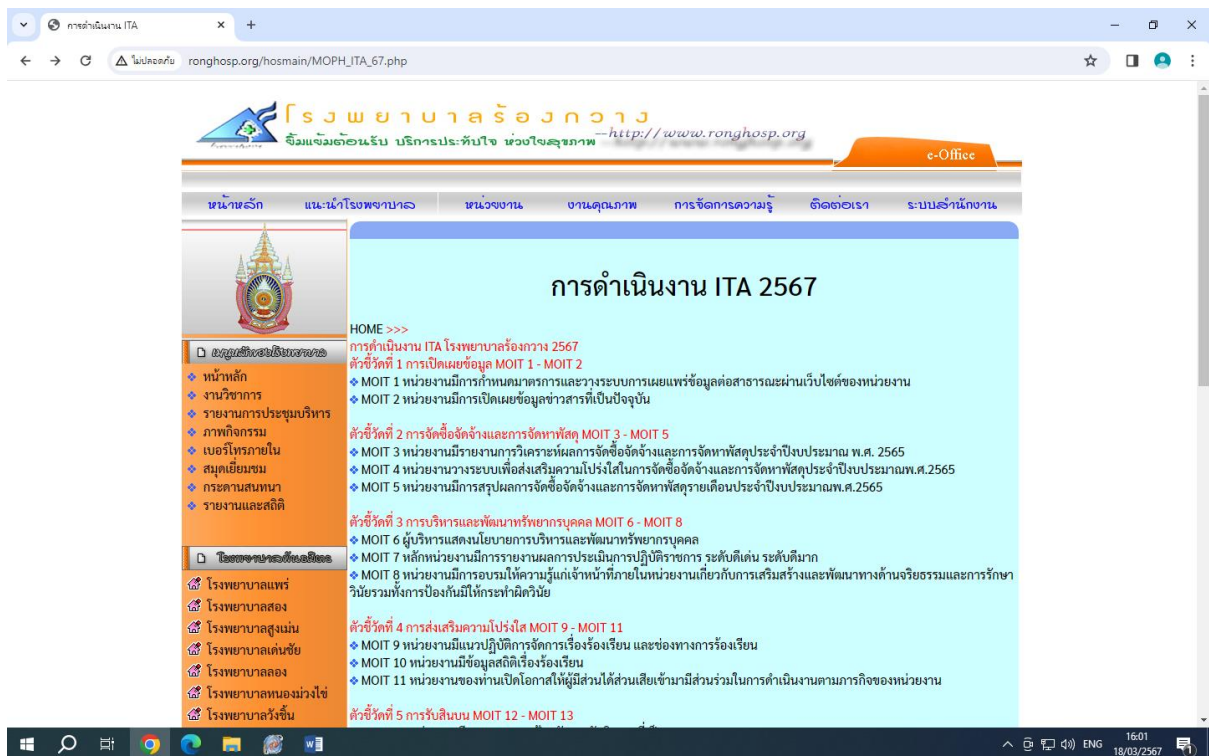 การดำเนินงาน ITA
ไม่ปลอดภัย
ronghosp.org/hosmain/MOPH_ITA_67.php
โรงพยาบาลร้องกวาง
ยิ้มแย้มต้อนรับ บริการประทับใจ ห่วงใยสุขภาพ
http://www.ronghosp.org
e-Office
หน้าหลัก แนะนำโรงพยาบาล หน่วยงาน งานคุณภาพ การจัดการความรู้ ติดต่อเรา ระบบสำนักงาน
การดำเนินงาน ITA 2567
HOME >>>
การดำเนินงาน ITA โรงพยาบาลร้องกวาง 2567
ตัวชี้วัดที่ 1 การเปิดเผยข้อมูล MOIT 1 - MOIT 2
MOIT 1 หน่วยงานมีการกำหนดมาตรการและวางระบบการเผยแพร่ข้อมูลต่อสาธารณะผ่านเว็บไซต์ของหน่วยงาน
MOIT 2 หน่วยงานมีการเปิดเผยข้อมูลข่าวสารที่เป็นปัจจุบัน
ตัวชี้วัดที่ 2 การจัดซื้อจัดจ้างและการจัดหาพัสดุ MOIT 3 - MOIT 5
MOIT 3 หน่วยงานมีรายงานการวิเคราะห์ผลการจัดซื้อจัดจ้างและการจัดหาพัสดุประจำปีงบประมาณ พ.ศ. 2565
MOIT 4 หน่วยงานวางระบบเพื่อส่งเสริมความโปร่งใสในการจัดซื้อจัดจ้างและการจัดหาพัสดุประจำปีงบประมาณพ.ศ.2565
MOIT 5 หน่วยงานมีการสรุปผลการจัดซื้อจัดจ้างและการจัดหาพัสดุรายเดือนประจำปีงบประมาณพ.ศ.2565
ตัวชี้วัดที่ 3 การบริหารและพัฒนาทรัพยากรบุคคล MOIT 6 - MOIT 8
MOIT 6 ผู้บริหารแสดงนโยบายการบริหารและพัฒนาทรัพยากรบุคคล
MOIT 7 หลักหน่วยงานมีการรายงานผลการประเมินการปฏิบัติราชการ ระดับดีเด่น ระดับดีมาก
MOIT 8 หน่วยงานมีการอบรมให้ความรู้แก่เจ้าหน้าที่ภายในหน่วยงานเกี่ยวกับการเสริมสร้างและพัฒนาทางด้านจริยธรรมและการรักษา
วินัยรวมทั้งการป้องกันมิให้กระทำผิดวินัย
ตัวชี้วัดที่ 4 การส่งเสริมความโปร่งใส MOIT 9 - MOIT 11
MOIT 9 หน่วยงานมีแนวปฏิบัติการจัดการเรื่องร้องเรียน และช่องทางการร้องเรียน
MOIT 10 หน่วยงานมีข้อมูลสถิติเรื่องร้องเรียน
MOIT 11 หน่วยงานของท่านเปิดโอกาสให้ผู้มีส่วนได้ส่วนเสียเข้ามามีส่วนร่วมในการดำเนินงานตามภารกิจของหน่วยงาน
ตัวชี้วัดที่ 5 การรับสินบน MOIT 12 - MOIT 13
หน้าหลัก
งานวิชาการ
รายงานการประชุมบริหาร
ภาพกิจกรรม
เบอร์โทรภายใน
สมุดเยี่ยมชม
กระดานสนทนา
รายงานและสถิติ
โรงพยาบาลแพร่
โรงพยาบาลสอง
โรงพยาบาลสูงเม่น
โรงพยาบาลเด่นชัย
โรงพยาบาลลอง
โรงพยาบาลหนองม่วงไข่
โรงพยาบาลวังชิ้น
ENG
16:01
18/03/2567